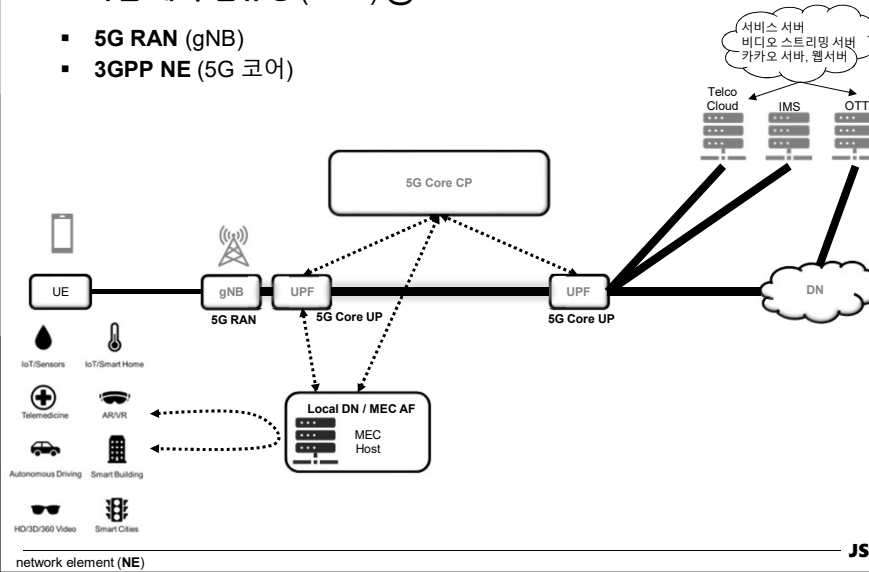 ▪ 5G RAN (gNB)
▪ 3GPP NE (5G 코어)
서비스 서버
비디오 스트리밍 서버
카카오 서바, 웹서버
Telco
Cloud
IMS
OTT
5G Core CP
UE
gNB
UPF
UPF
DN
5G RAN
5G Core UP
5G Core UP
IoT/Sensors
IoT/Smart Home
Telemedicine
AR/VR
Autonomous Driving
Smart Building
HD/3D/360 Video
Smart Cities
Local DN / MEC AF
MEC
Host
JS
network element (NE)